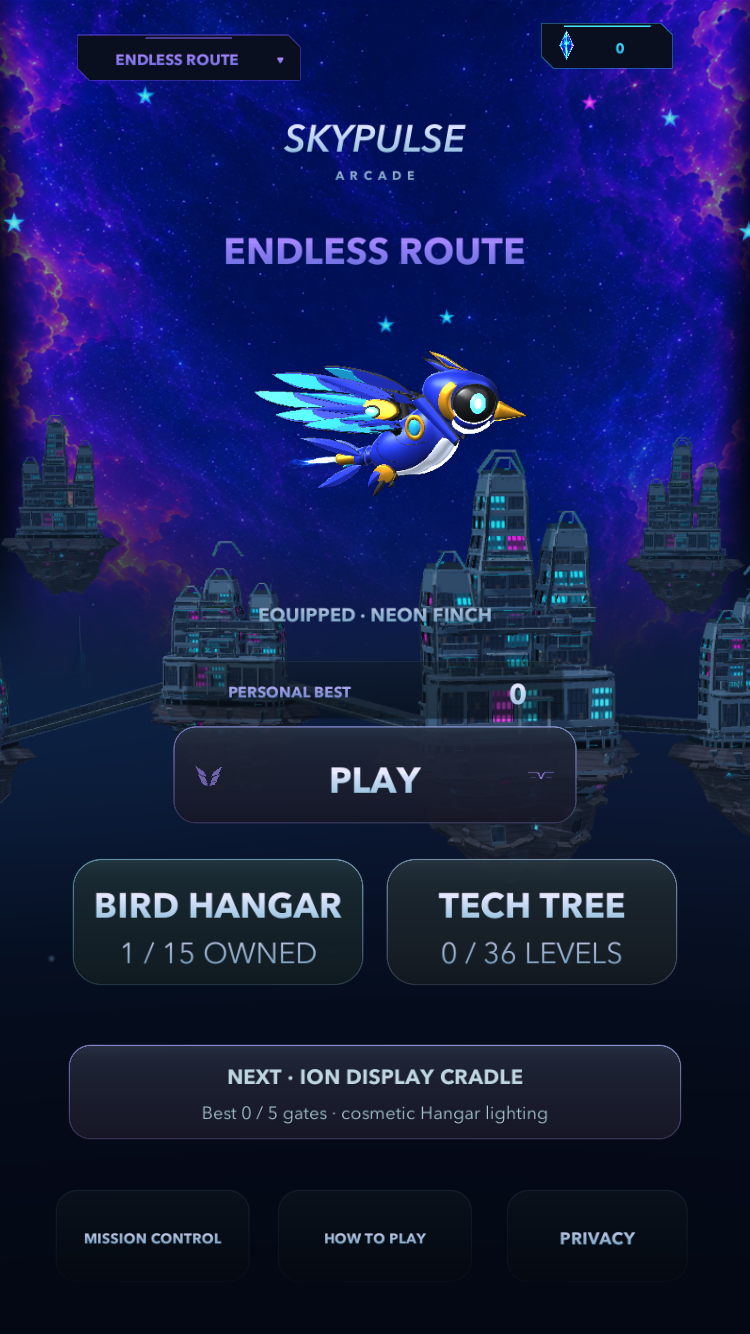 ENDLESS ROUTE ▼
0
SKYPULSE
ARCADE
ENDLESS ROUTE
EQUIPPED · NEON FINCH
PERSONAL BEST 0
PLAY
BIRD HANGAR
1 / 15 OWNED
TECH TREE
0 / 36 LEVELS
NEXT · ION DISPLAY CRADLE
Best 0 / 5 gates · cosmetic Hangar lighting
MISSION CONTROL
HOW TO PLAY
PRIVACY